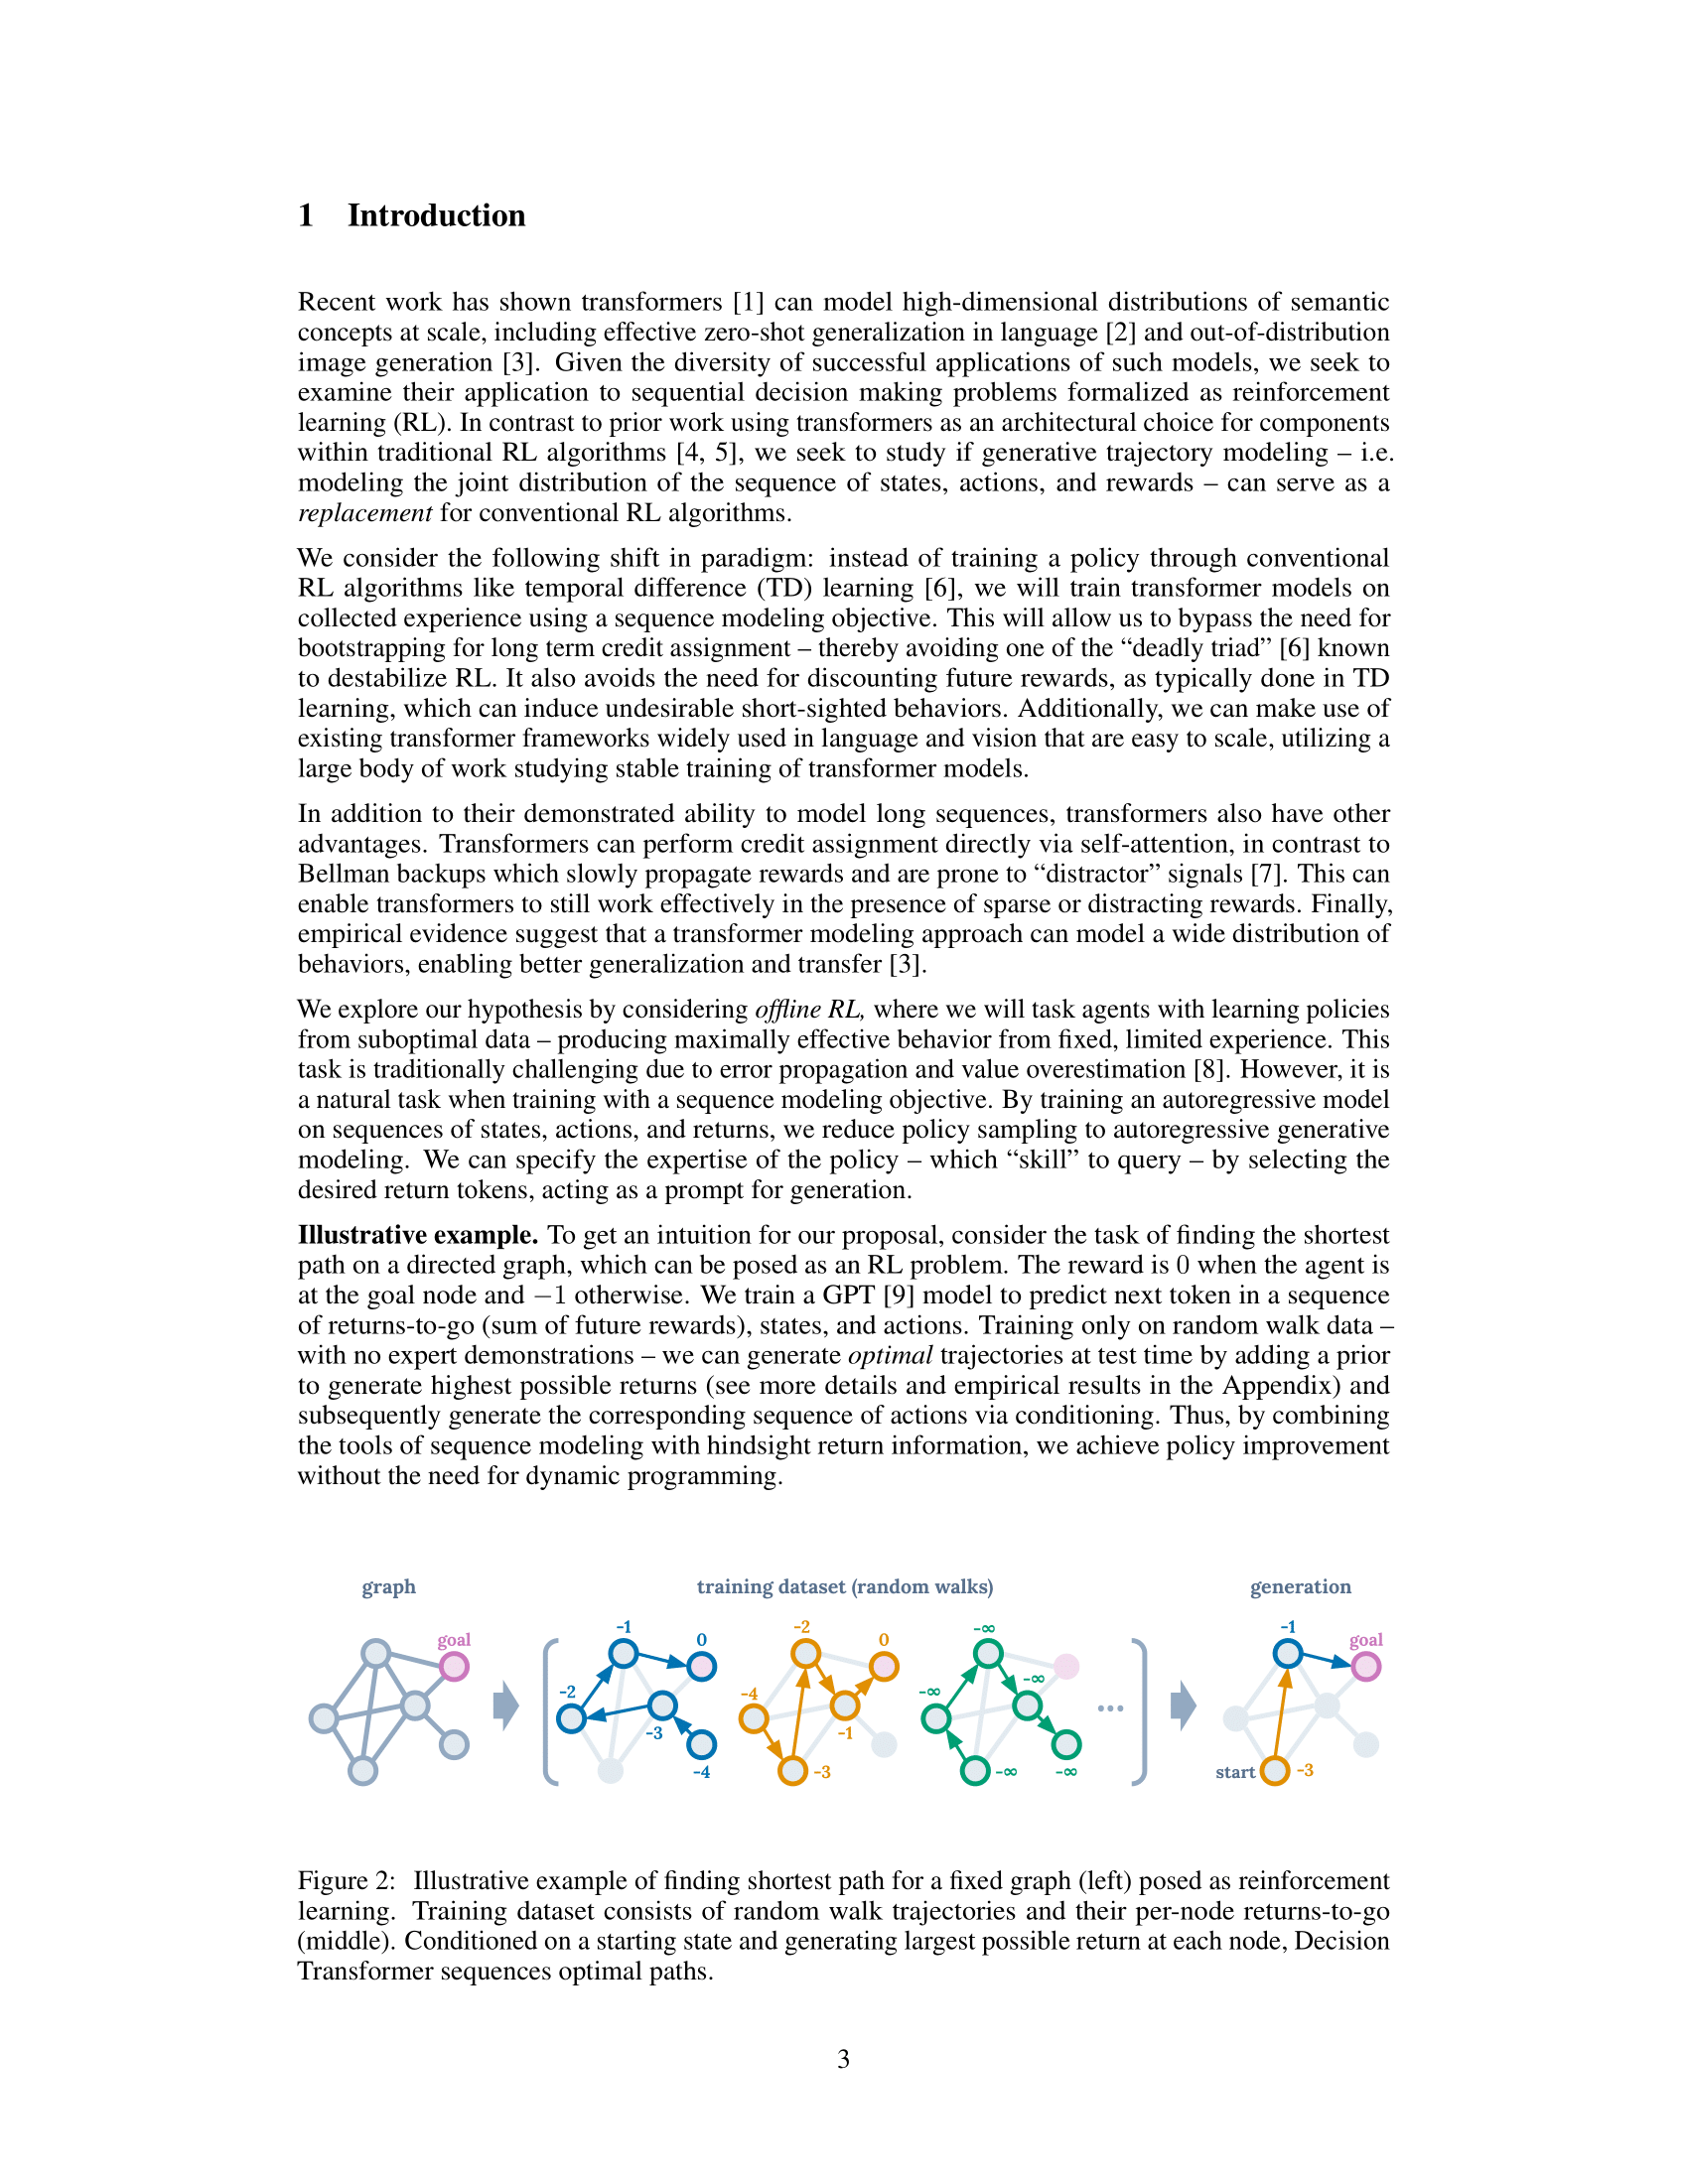 1 Introduction
Recent work has shown transformers [1] can model high-dimensional distributions of semantic
concepts at scale, including effective zero-shot generalization in language [2] and out-of-distribution
image generation [3]. Given the diversity of successful applications of such models, we seek to
examine their application to sequential decision making problems formalized as reinforcement
learning (RL). In contrast to prior work using transformers as an architectural choice for components
within traditional RL algorithms [4, 5], we seek to study if generative trajectory modeling – i.e.
modeling the joint distribution of the sequence of states, actions, and rewards – can serve as a
replacement for conventional RL algorithms.
We consider the following shift in paradigm: instead of training a policy through conventional
RL algorithms like temporal difference (TD) learning [6], we will train transformer models on
collected experience using a sequence modeling objective. This will allow us to bypass the need for
bootstrapping for long term credit assignment – thereby avoiding one of the “deadly triad” [6] known
to destabilize RL. It also avoids the need for discounting future rewards, as typically done in TD
learning, which can induce undesirable short-sighted behaviors. Additionally, we can make use of
existing transformer frameworks widely used in language and vision that are easy to scale, utilizing a
large body of work studying stable training of transformer models.
In addition to their demonstrated ability to model long sequences, transformers also have other
advantages. Transformers can perform credit assignment directly via self-attention, in contrast to
Bellman backups which slowly propagate rewards and are prone to “distractor” signals [7]. This can
enable transformers to still work effectively in the presence of sparse or distracting rewards. Finally,
empirical evidence suggest that a transformer modeling approach can model a wide distribution of
behaviors, enabling better generalization and transfer [3].
We explore our hypothesis by considering offline RL, where we will task agents with learning policies
from suboptimal data – producing maximally effective behavior from fixed, limited experience. This
task is traditionally challenging due to error propagation and value overestimation [8]. However, it is
a natural task when training with a sequence modeling objective. By training an autoregressive model
on sequences of states, actions, and returns, we reduce policy sampling to autoregressive generative
modeling. We can specify the expertise of the policy – which “skill” to query – by selecting the
desired return tokens, acting as a prompt for generation.
Illustrative example. To get an intuition for our proposal, consider the task of finding the shortest
path on a directed graph, which can be posed as an RL problem. The reward is 0 when the agent is
at the goal node and −1 otherwise. We train a GPT [9] model to predict next token in a sequence
of returns-to-go (sum of future rewards), states, and actions. Training only on random walk data –
with no expert demonstrations – we can generate optimal trajectories at test time by adding a prior
to generate highest possible returns (see more details and empirical results in the Appendix) and
subsequently generate the corresponding sequence of actions via conditioning. Thus, by combining
the tools of sequence modeling with hindsight return information, we achieve policy improvement
without the need for dynamic programming.
graph
goal
training dataset (random walks)
-1
0
-2
-3
-4
-2
0
-4
-1
-3
-∞
-∞
-∞
-∞
-∞
...
generation
-1
goal
start
-3
Figure 2: Illustrative example of finding shortest path for a fixed graph (left) posed as reinforcement
learning. Training dataset consists of random walk trajectories and their per-node returns-to-go
(middle). Conditioned on a starting state and generating largest possible return at each node, Decision
Transformer sequences optimal paths.
3